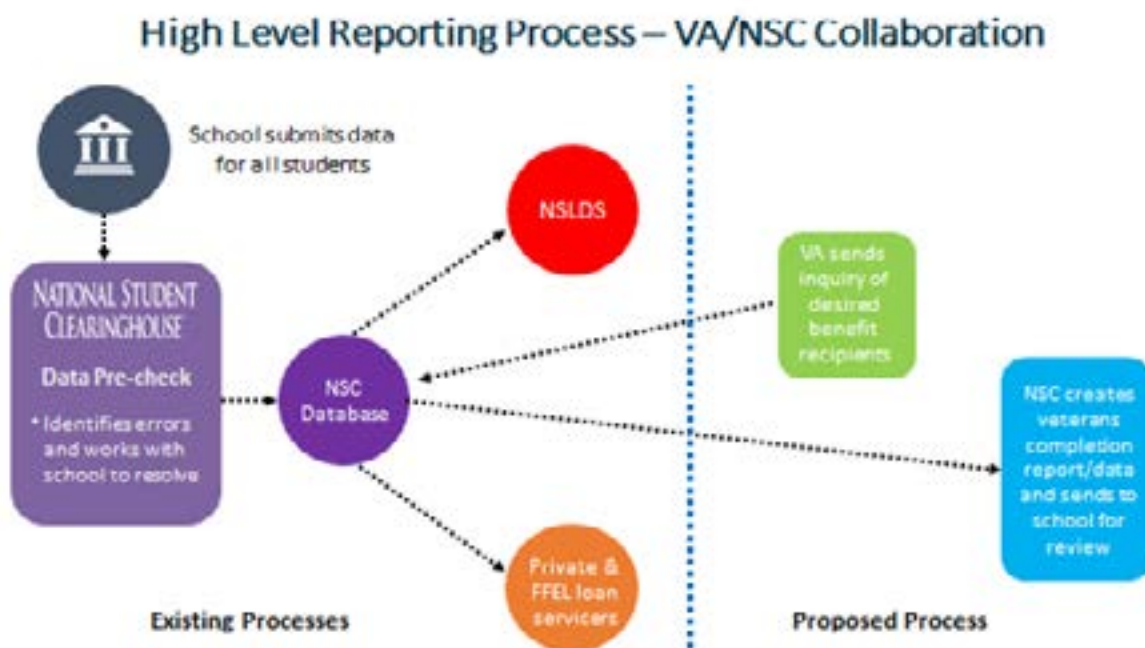 High Level Reporting Process – VA/NSC Collaboration
School submits data
for all students
NATIONAL STUDENT
CLEARINGHOUSE
Data Pre-check
* Identifies errors
and works with
school to resolve
NSC
Database
NSLDS
Private &
FFEL loan
servicers
Existing Processes
VA sends
inquiry of
desired
benefit
recipients
NSC creates
veterans
completion
report/data
and sends to
school for
review
Proposed Process